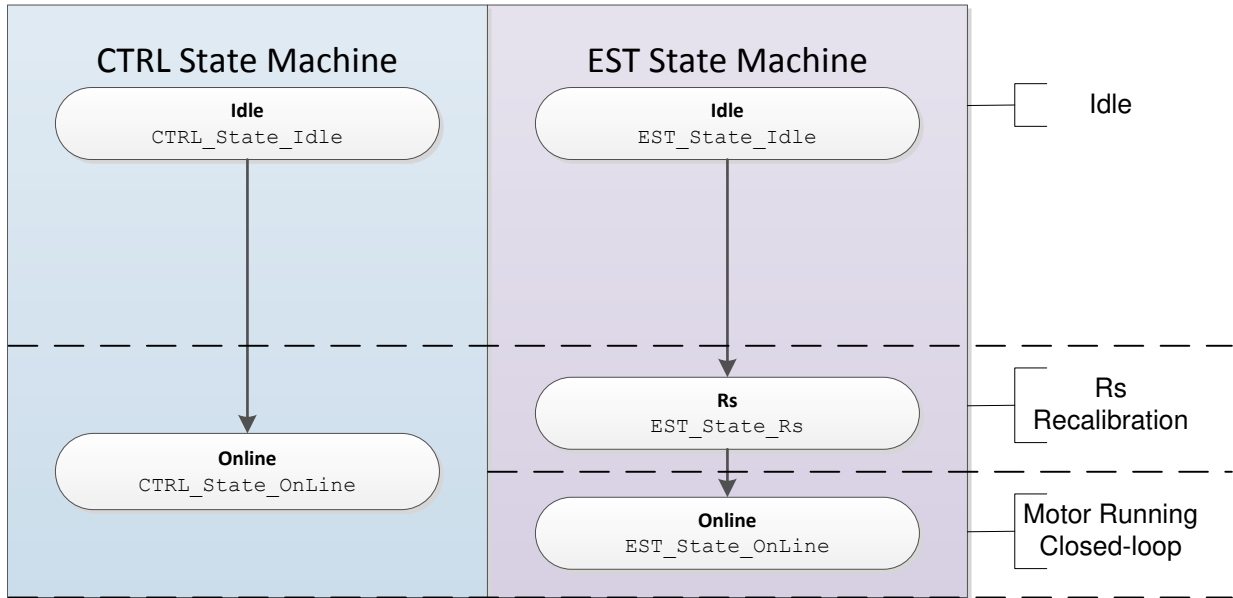 CTRL State Machine
EST State Machine
Idle
CTRL_State_Idle
Idle
EST_State_Idle
Idle
Rs
EST_State_Rs
Rs
Recalibration
Online
CTRL_State_OnLine
Online
EST_State_OnLine
Motor Running
Closed-loop